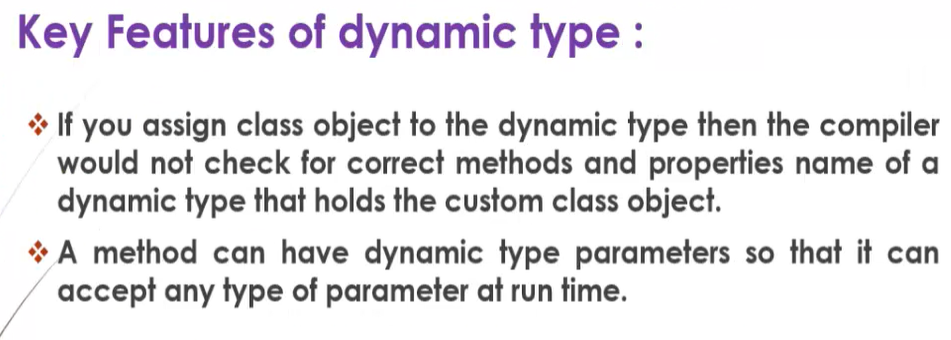 Key Features of dynamic type :
If you assign class object to the dynamic type then the compiler
would not check for correct methods and properties name of a
dynamic type that holds the custom class object.
A method can have dynamic type parameters so that it can
accept any type of parameter at run time.